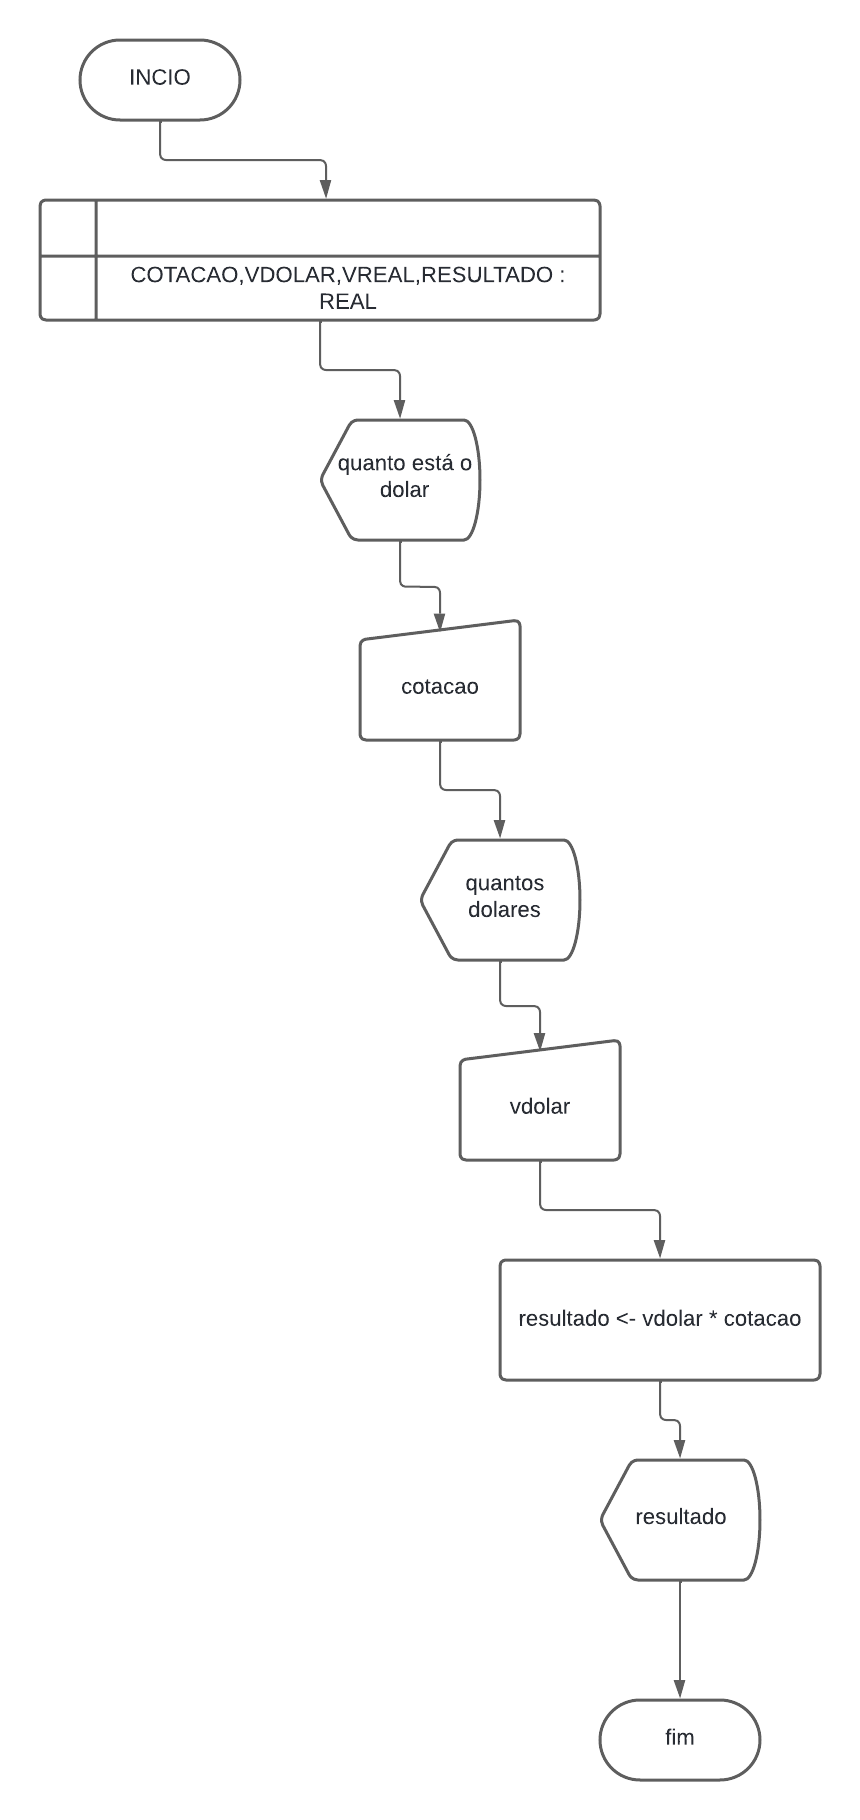 INCIO
COTACAO,VDOLAR,VREAL,RESULTADO :
REAL
quanto está o
dolar
cotacao
quantos
dolares
vdolar
resultado <- vdolar * cotacao
resultado
fim